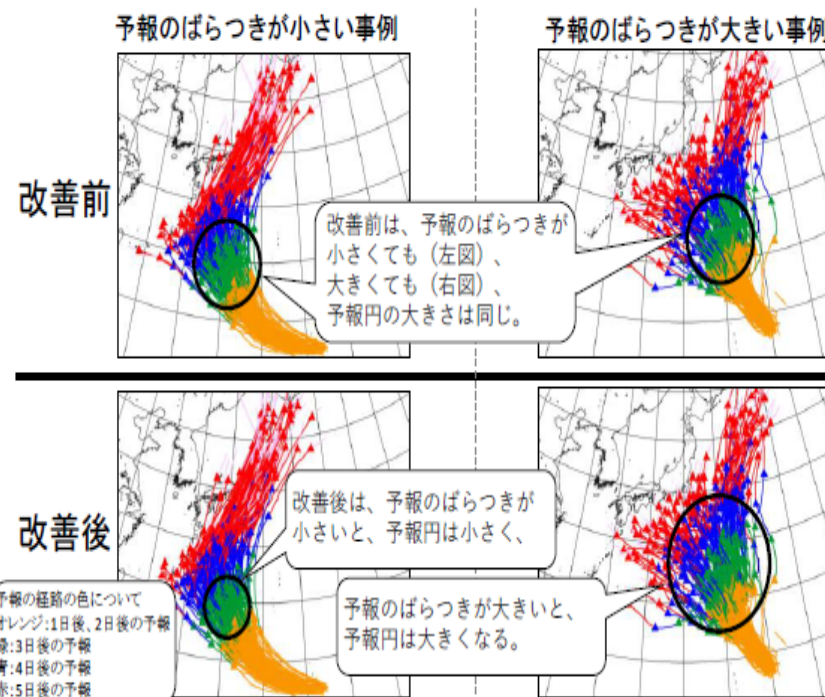 予報のばらつきが小さい事例
予報のばらつきが大きい事例
改善前
改善前は、予報のばらつきが
小さくても（左図）、
大きくても（右図）、
予報円の大きさは同じ。
改善後
改善後は、予報のばらつきが
小さいと、予報円は小さく、
予報のばらつきが大きいと、
予報円は大きくなる。
予報の経路の色について
オレンジ:1日後、2日後の予報
緑:3日後の予報
青:4日後の予報
赤:5日後の予報